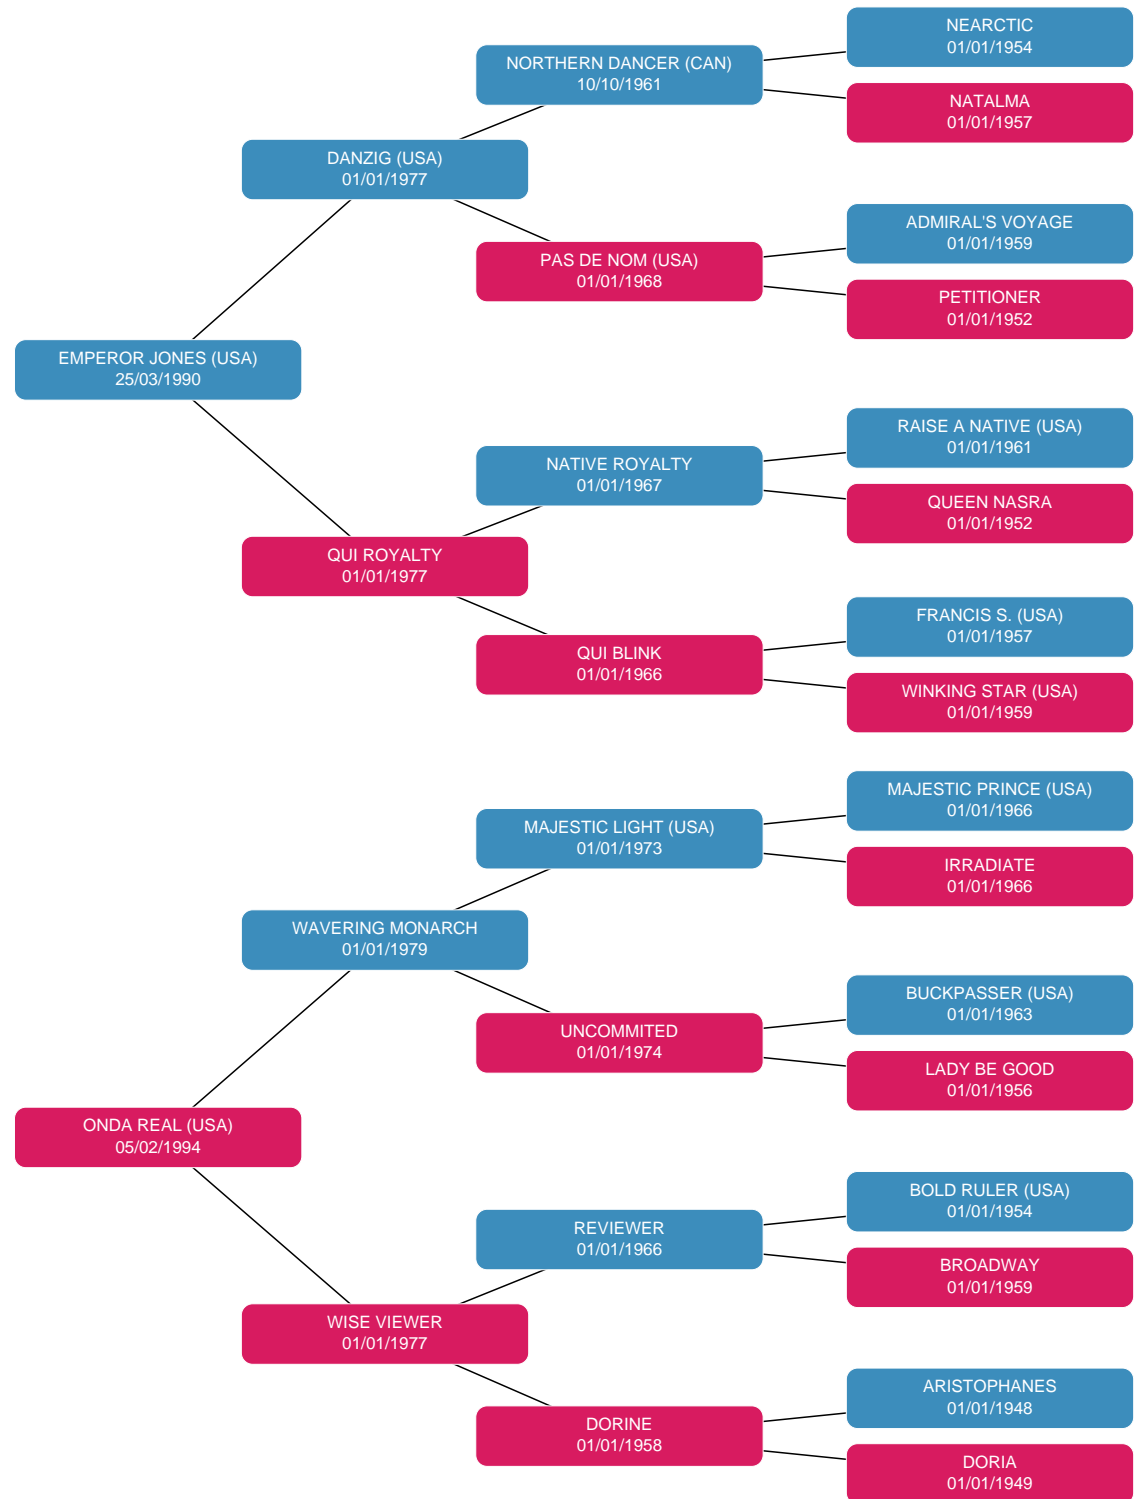 NEARCTIC
01/01/1954
NORTHERN DANCER (CAN)
10/10/1961
NATALMA
01/01/1957
DANZIG (USA)
01/01/1977
ADMIRAL'S VOYAGE
01/01/1959
PAS DE NOM (USA)
01/01/1968
PETITIONER
01/01/1952
EMPEROR JONES (USA)
25/03/1990
RAISE A NATIVE (USA)
01/01/1961
NATIVE ROYALTY
01/01/1967
QUEEN NASRA
01/01/1952
QUI ROYALTY
01/01/1977
FRANCIS S. (USA)
01/01/1957
QUI BLINK
01/01/1966
WINKING STAR (USA)
01/01/1959
MAJESTIC PRINCE (USA)
01/01/1966
MAJESTIC LIGHT (USA)
01/01/1973
IRRADIATE
01/01/1966
WAVERING MONARCH
01/01/1979
BUCKPASSER (USA)
01/01/1963
UNCOMMITED
01/01/1974
LADY BE GOOD
01/01/1956
ONDA REAL (USA)
05/02/1994
BOLD RULER (USA)
01/01/1954
REVIEWER
01/01/1966
BROADWAY
01/01/1959
WISE VIEWER
01/01/1977
ARISTOPHANES
01/01/1948
DORINE
01/01/1958
DORIA
01/01/1949